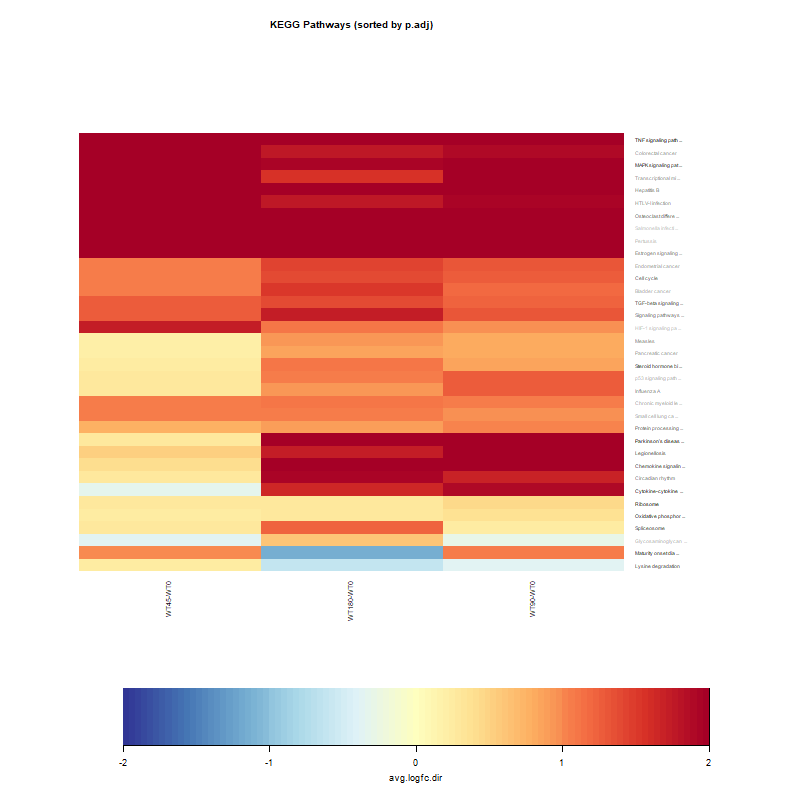 KEGG Pathways (sorted by p.adj)
TNF signaling path ...
Colorectal cancer
MAPK signaling pat...
Transcriptional mi...
Hepatitis B
HTLV-I infection
Osteoclast differe...
Salmonella infecti...
Pertussis
Estrogen signaling ...
Endometrial cancer
Cell cycle
Bladder cancer
TGF-beta signaling ...
Signaling pathways ...
HIF-1 signaling pa...
Measles
Pancreatic cancer
Steroid hormone bi...
p53 signaling path...
Influenza A
Chronic myeloid le...
Small cell lung ca...
Protein processing ...
Parkinson's diseas...
Legionellosis
Chemokine signalin...
Circadian rhythm
Cytokine-cytokine ...
Ribosome
Oxidative phosphor...
Spliceosome
Glycosaminoglycan ...
Maturity onset dia...
Lysine degradation
WT45-WT0
WT180-WT0
WT90-WT0
-2 -1 0 1 2
avg.logfc.dir